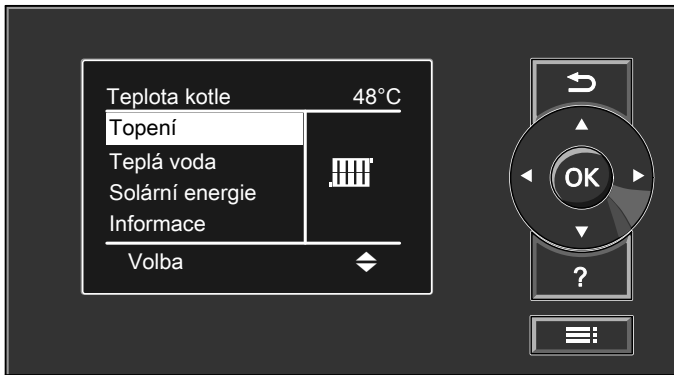 Teplota kotle 48°C
Topení
Teplá voda
Solární energie
Informace
Volba
OK
?